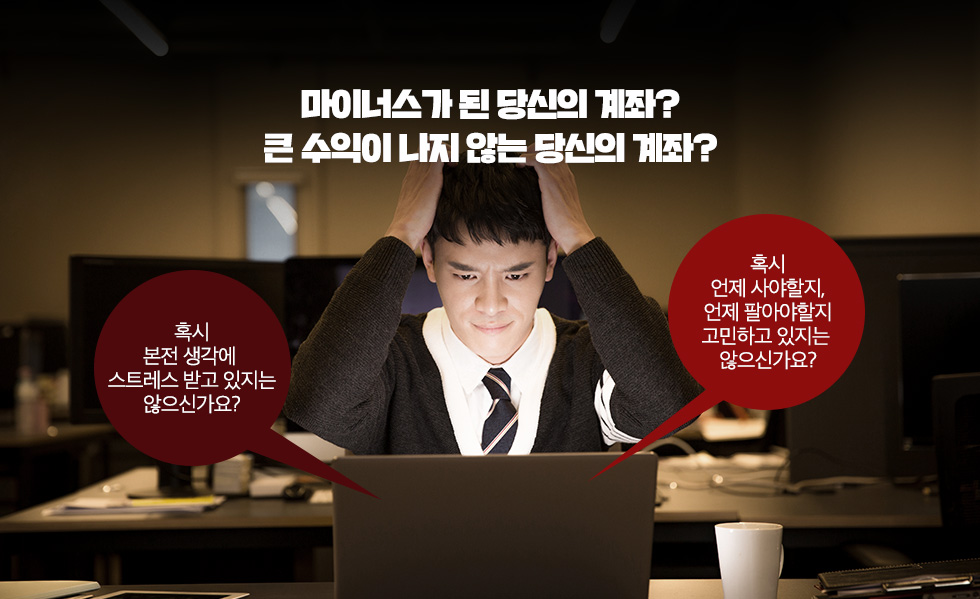 마이너스가 된 당신의 계좌?
큰 수익이 나지 않는 당신의 계좌?
혹시
본전 생각에
스트레스 받고 있지는
않으신가요?
혹시
언제 사야할지,
언제 팔아야할지
고민하고 있지는
않으신가요?